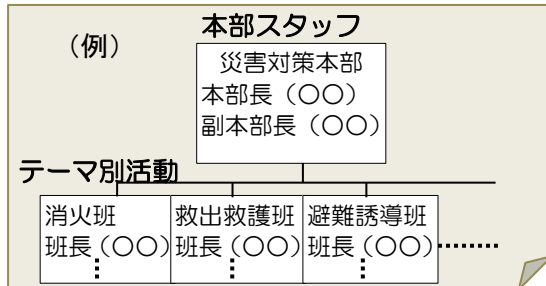 本部スタッフ
（例）
災害対策本部
本部長（〇〇）
副本部長（〇〇）
テーマ別活動
消火班
班長（〇〇）
救出救護班
班長（〇〇）
避難誘導班
班長（〇〇）